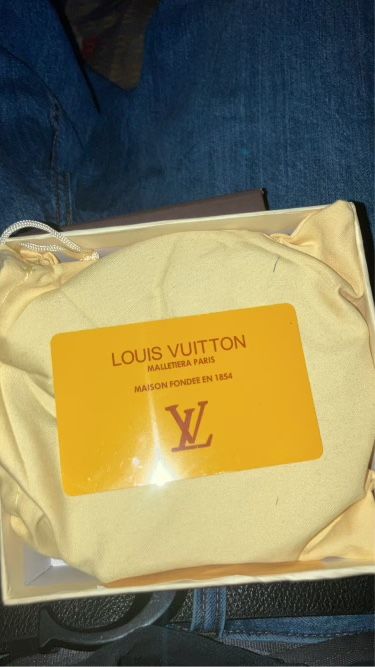 LOUIS VUITTON
MALLETIERA PARIS
MAISON FONDEE EN 1854
LV